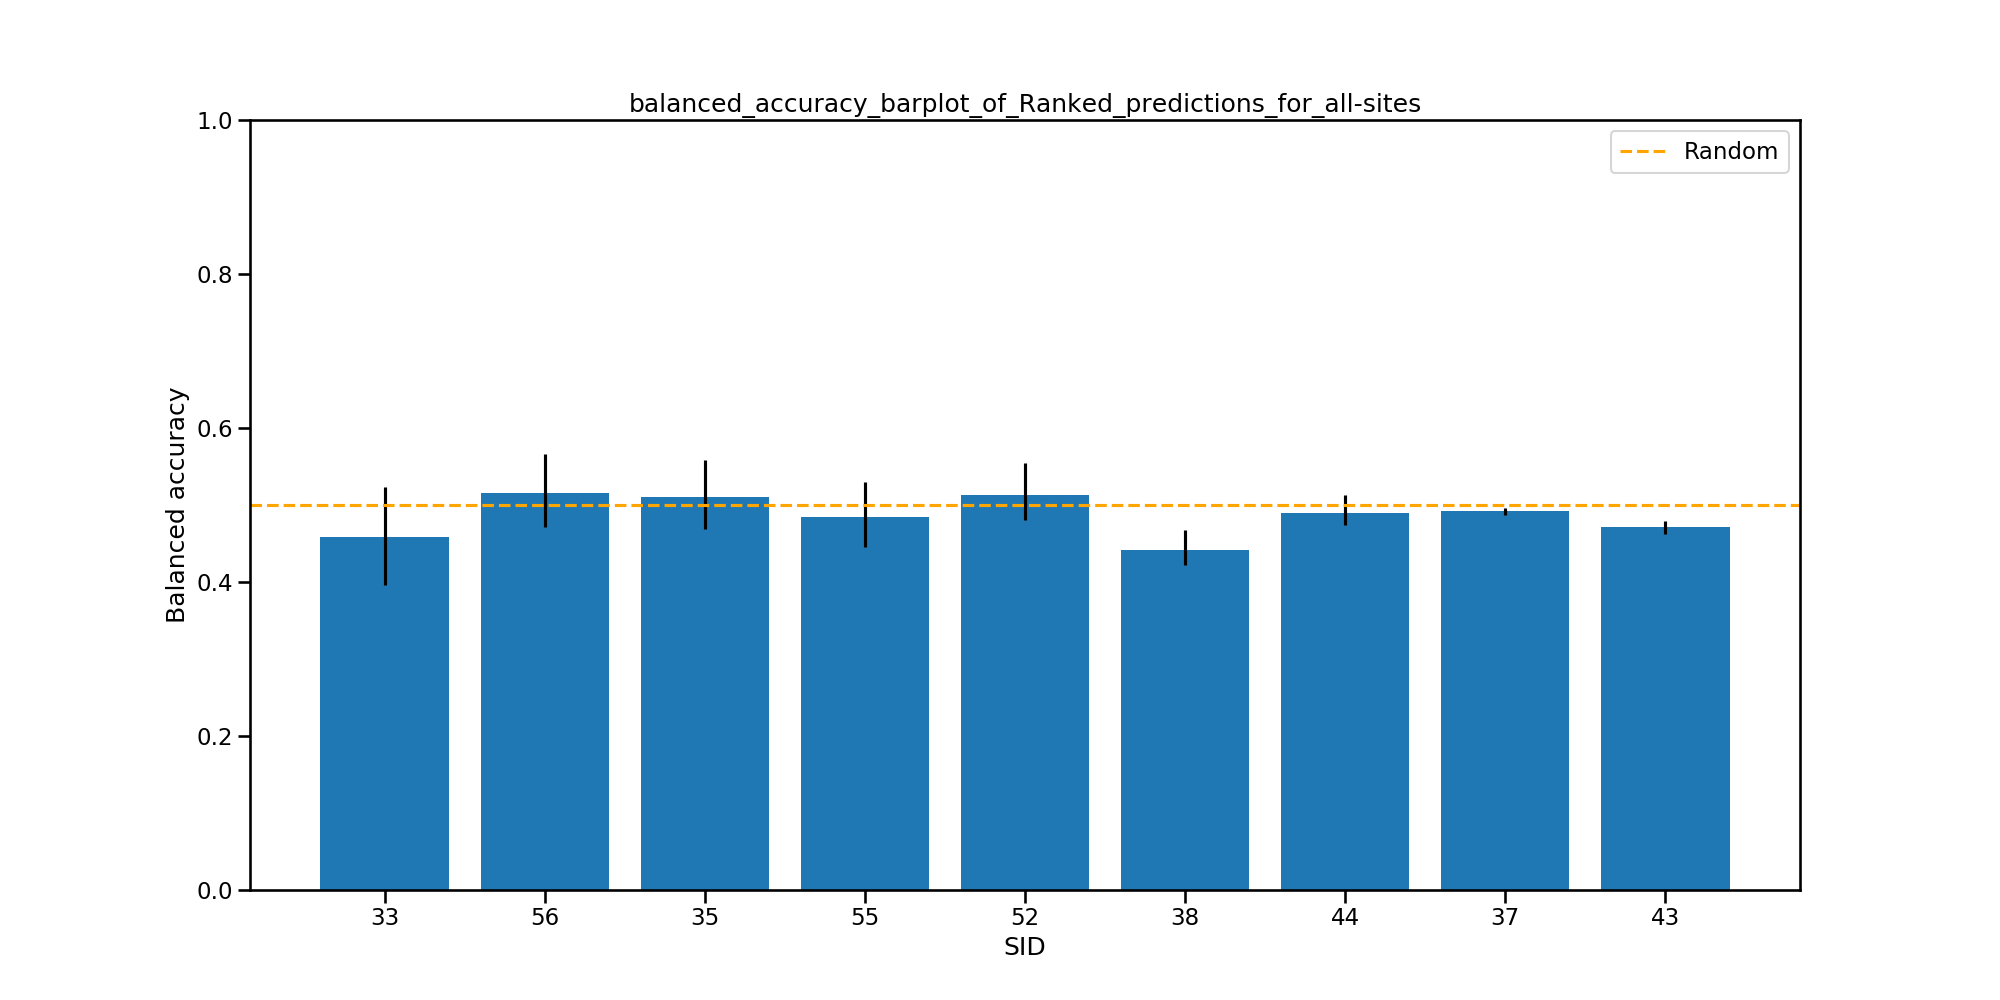 balanced_accuracy_barplot_of_Ranked_predictions_for_all-sites
Random
Balanced accuracy
1.0
0.8
0.6
0.4
0.2
0.0
33 56 35 55 52 38 44 37 43
SID